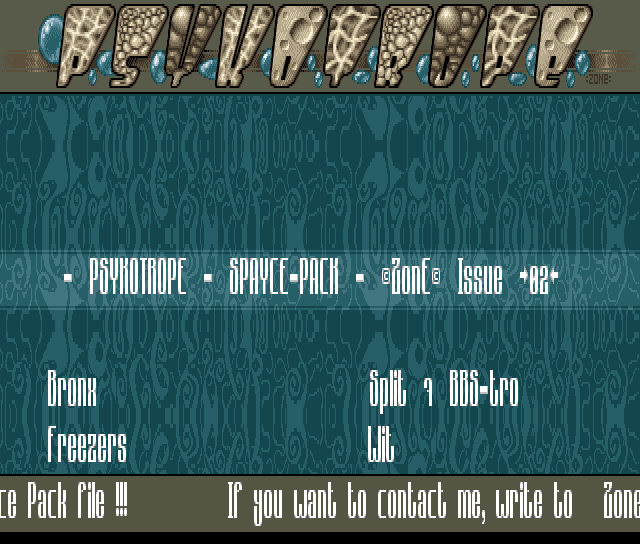 PSYKOTROPE
:ZONE:
- PSYKOTROPE - SPAYCE-PACK - ©ZonE© Issue •02•
Bronx Split 9 BBS-tro
Freezers Wit
ce Pack file !!! If you want to contact me, write to Zone